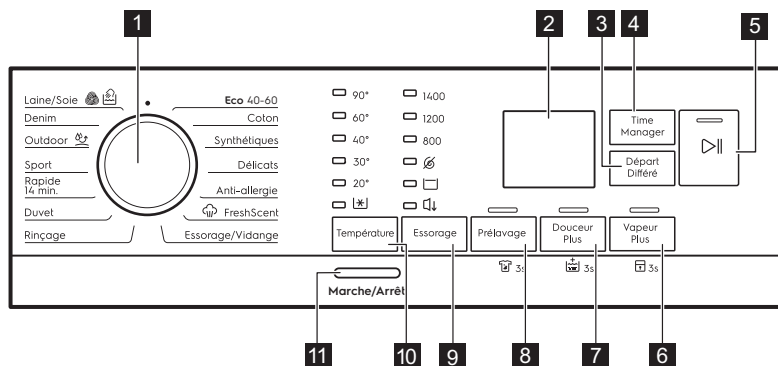 1
2
3
4
5
Laine/Soie
Denim
Outdoor
Sport
Rapide
14 min.
Duvet
Rinçage
Eco 40-60
Coton
Synthétiques
Délicats
Anti-allergie
FreshScent
Essorage/Vidange
90°
60°
40°
30°
20°
1400
1200
800
Time
Manager
Départ
Différé
Température
Essorage
Prélavage
Douceur
Plus
Vapeur
Plus
3s
3s
3s
Marche/Arrêt
11
10
9
8
7
6